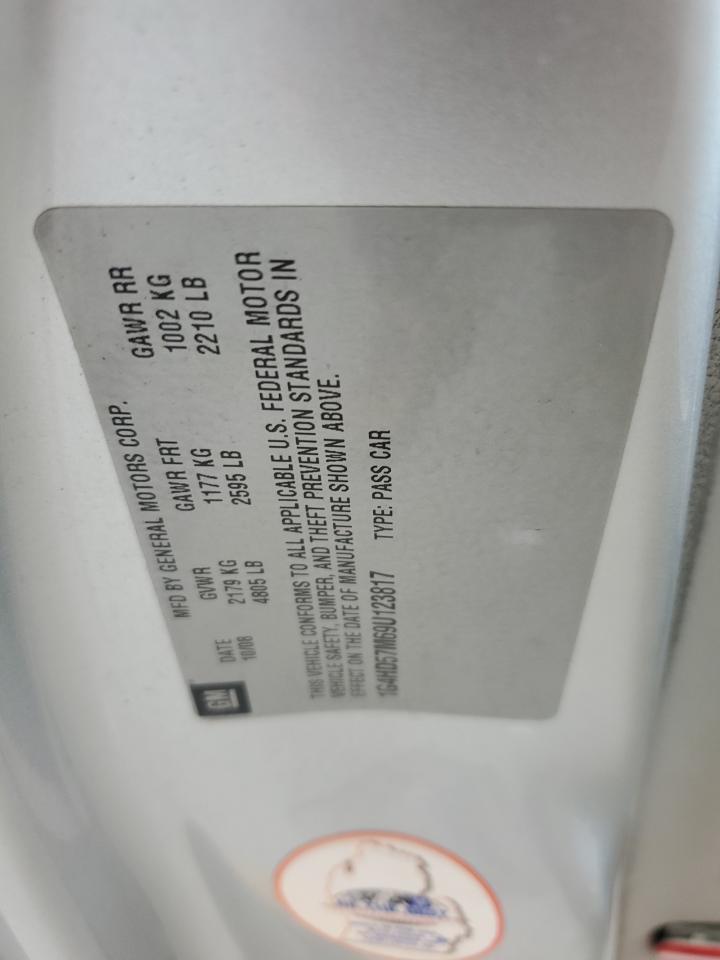 GM
MFD BY GENERAL MOTORS CORP.
DATE GVWR GAWR FRT GAWR RR
10/08 2179 KG 1177 KG 1002 KG
4805 LB 2595 LB 2210 LB
THIS VEHICLE CONFORMS TO ALL APPLICABLE U.S. FEDERAL MOTOR
VEHICLE SAFETY, BUMPER, AND THEFT PREVENTION STANDARDS IN
EFFECT ON THE DATE OF MANUFACTURE SHOWN ABOVE.
1G4HD57M69U123817 TYPE: PASS CAR